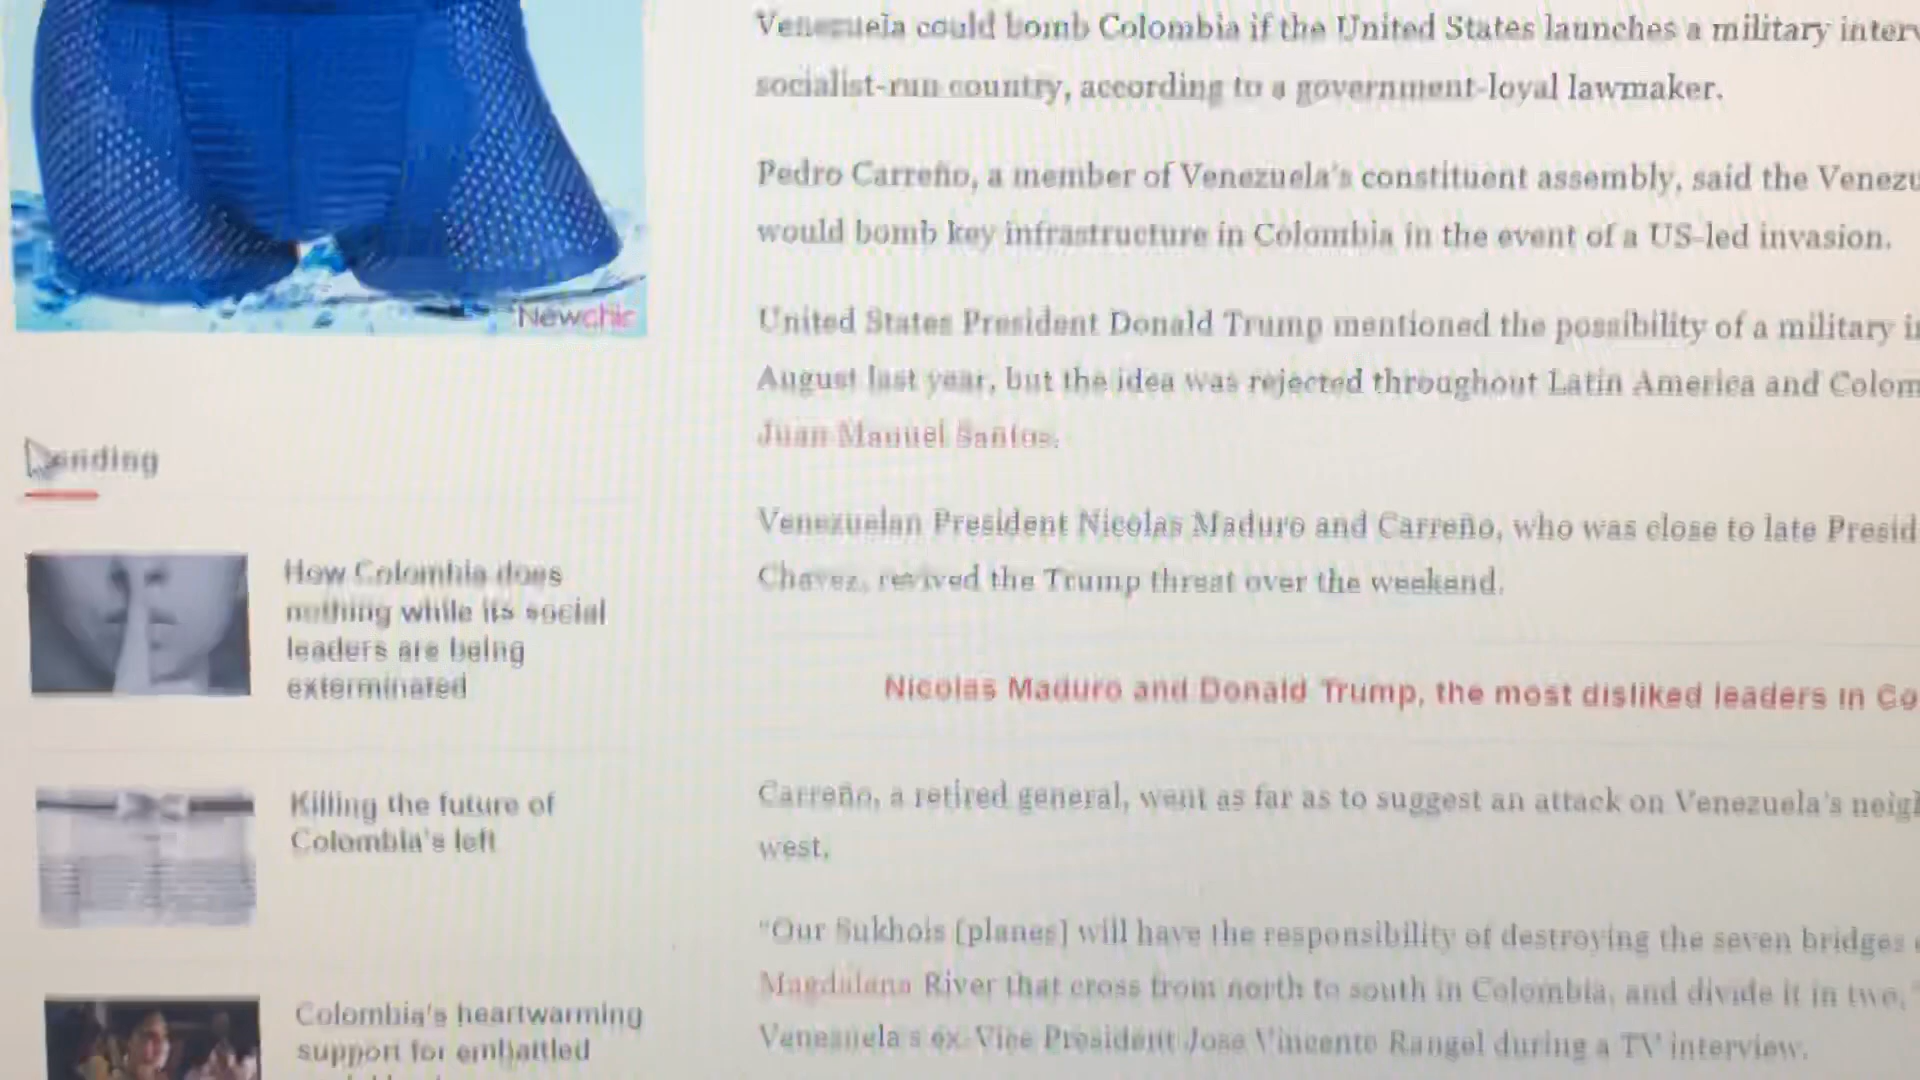 Venezuela could bomb Colombia if the United States launches a military
socialist-run country, according to a government-loyal lawmaker.
Pedro Carreño, a member of Venezuela's constituent assembly, said the
would bomb key infrastructure in Colombia in the event of a US-led invasion.
United States President Donald Trump mentioned the possibility of a military
August last year, but the idea was rejected throughout Latin America and
Juan Manuel Santos.
Venezuelan President Nicolas Maduro and Carreño, who was close to late
Chavez, revived the Trump threat over the weekend.
Nicolas Maduro and Donald Trump, the most disliked leaders in
Carreño, a retired general, went as far as to suggest an attack on Venezuela's
west.
"Our Sukhois [planes] will have the responsibility of destroying the seven bridges
Magdalena River that cross from north to south in Colombia, and divide it in two,"
Venezuela's ex-Vice President Jose Vincente Rangel during a TV interview.
Newchic
How Colombia does
nothing while its social
leaders are being
exterminated
Killing the future of
Colombia's left
Colombia's heartwarming
support for embattled